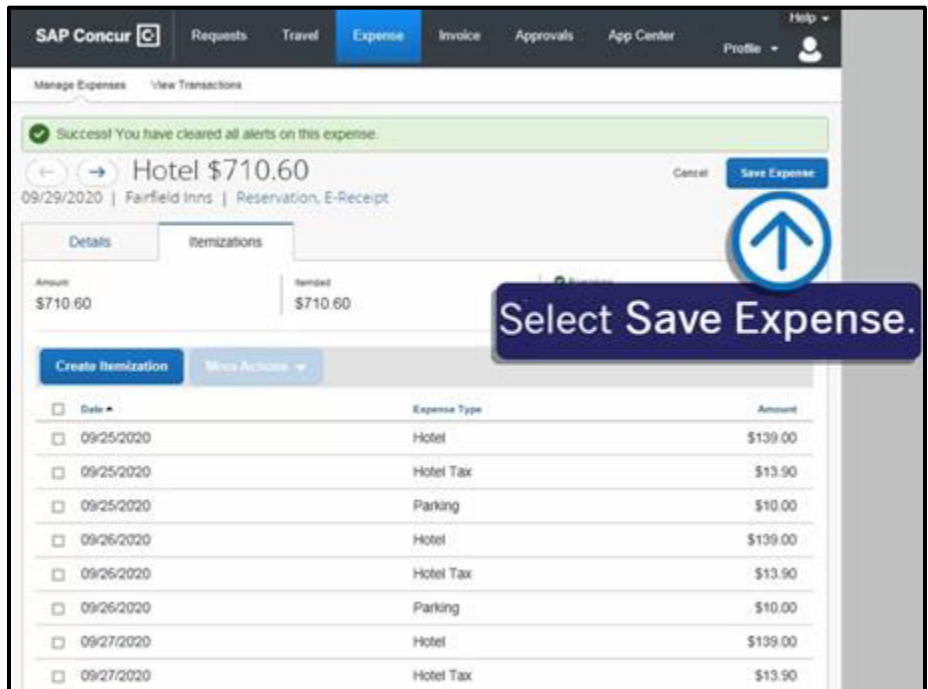 Help
SAP Concur C Requests Travel Expense Invoice Approvals App Center
Profile
Manage Expenses View Transactions
Success! You have cleared all alerts on this expense.
Hotel $710.60
Cancel Save Expense
09/29/2020 | Fairfield Inns | Reservation, E-Receipt
Details Itemizations
Amount Itemized
$710.60 $710.60
Select Save Expense.
Create Itemization More Actions
Date Expense Type Amount
09/25/2020 Hotel $139.00
09/25/2020 Hotel Tax $13.90
09/25/2020 Parking $10.00
09/26/2020 Hotel $139.00
09/26/2020 Hotel Tax $13.90
09/26/2020 Parking $10.00
09/27/2020 Hotel $139.00
09/27/2020 Hotel Tax $13.90